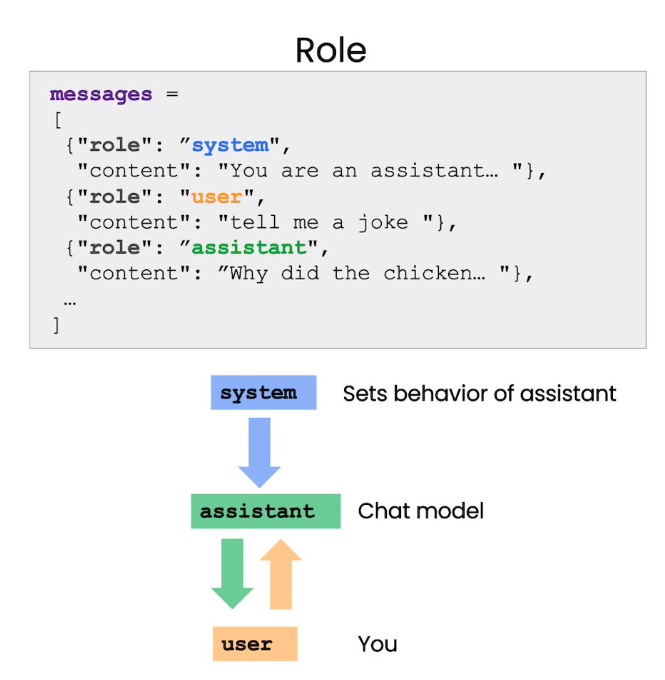 Role
messages =
[
{"role": ”system",
"content": "You are an assistant… "},
{"role": "user",
"content": "tell me a joke "},
{"role": ”assistant",
"content": ”Why did the chicken… "},
…
]
system Sets behavior of assistant
assistant Chat model
user You